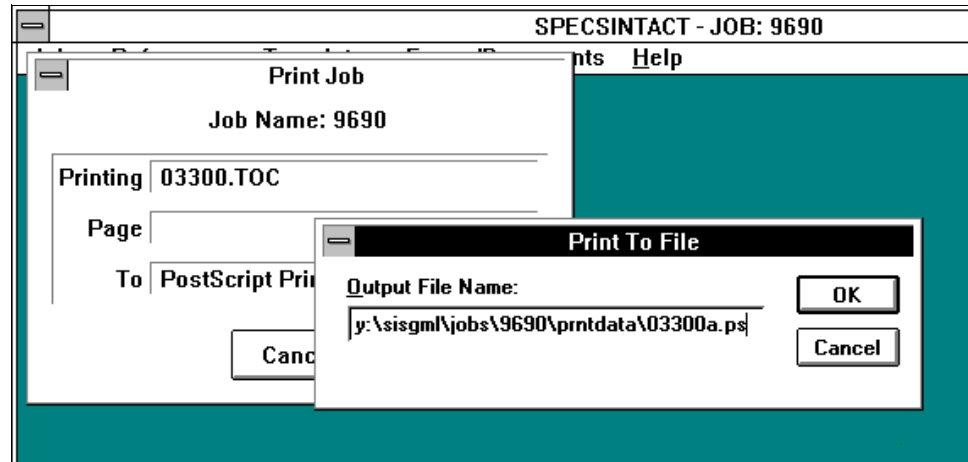 SPECSINTACT - JOB: 9690
nts Help
Print Job
Job Name: 9690
Printing 03300.TOC
Page
To PostScript Prin
Canc
Print To File
Output File Name:
y:\sisgml\jobs\9690\prntdata\03300a.ps
OK
Cancel